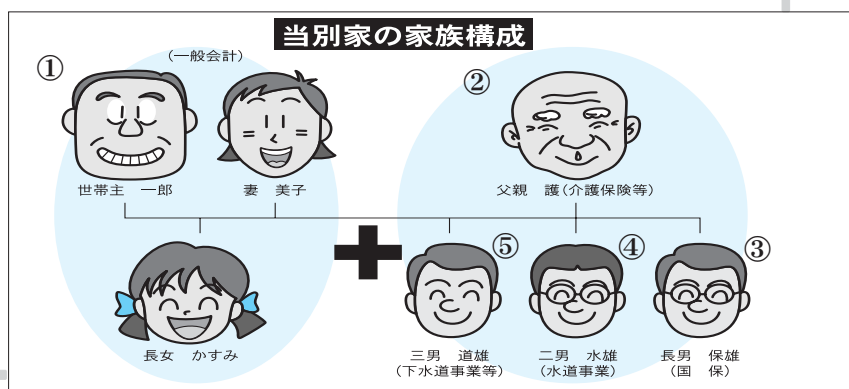 当別家の家族構成
(一般会計)
①
②
世帯主 一郎
妻 美子
父親 護(介護保険等)
⑤
④
③
長女 かすみ
三男 道雄
(下水道事業等)
二男 水雄
(水道事業)
長男 保雄
(国 保)